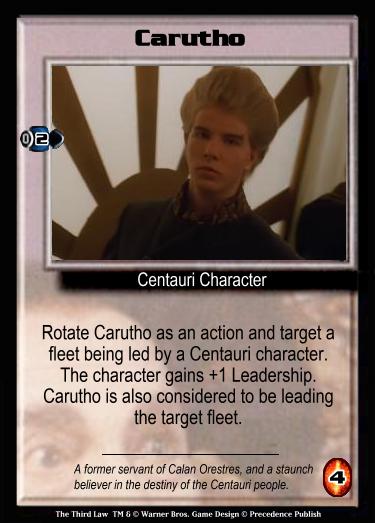 Carutho
0 2
Centauri Character
Rotate Carutho as an action and target a
fleet being led by a Centauri character.
The character gains +1 Leadership.
Carutho is also considered to be leading
the target fleet.
A former servant of Calan Orestres, and a staunch
believer in the destiny of the Centauri people.
4
The Third Law TM & © Warner Bros. Game Design © Precedence Publish